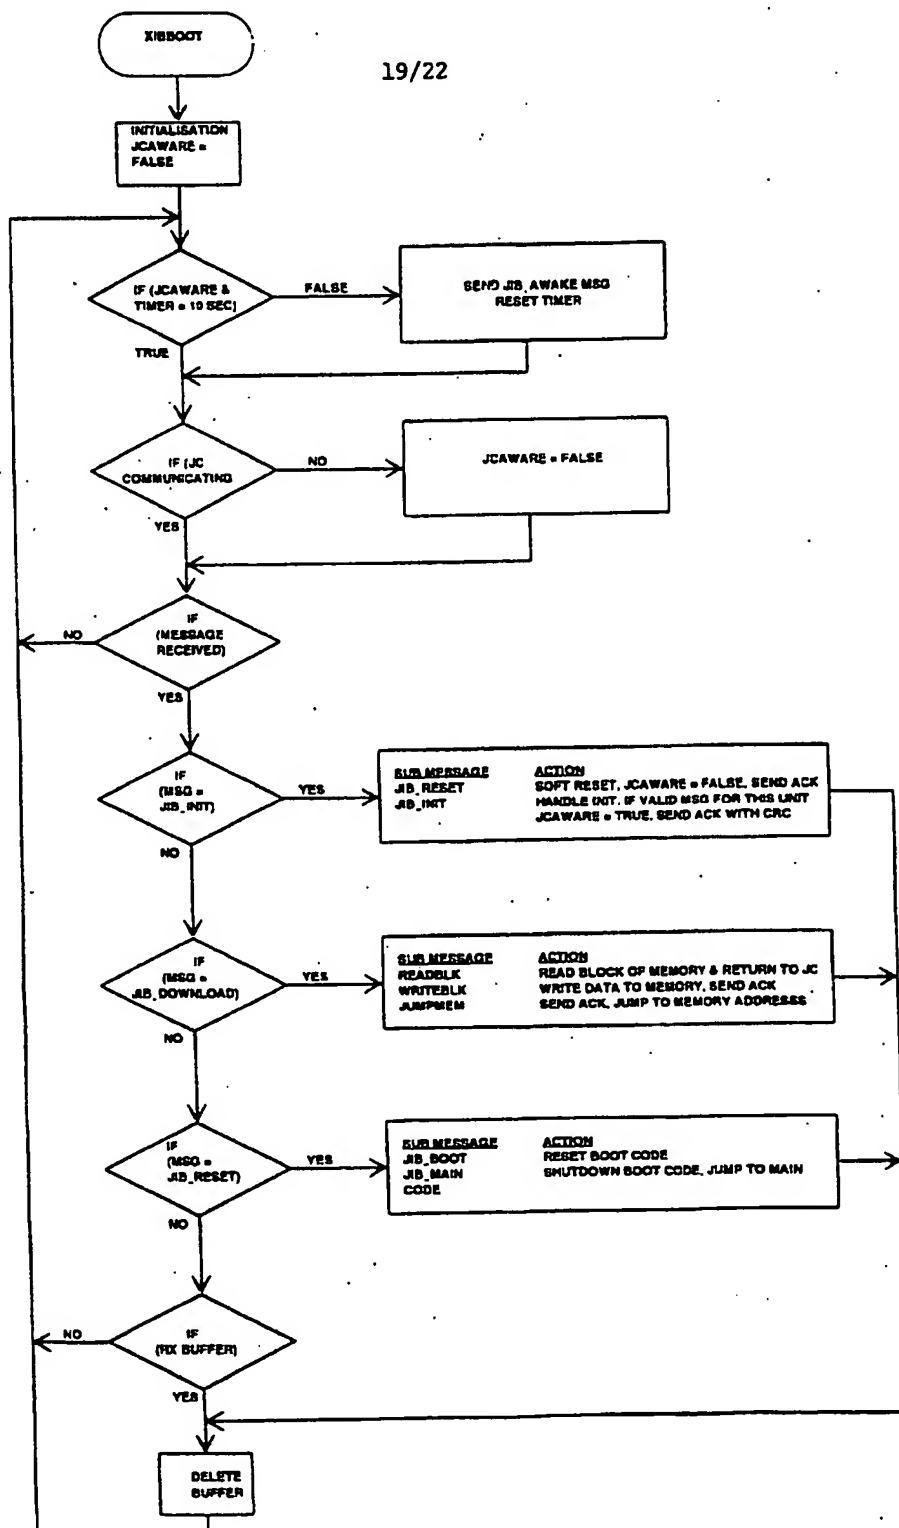 XIBBOOT
19/22
INITIALISATION
JCAWARE =
FALSE
IF (JCAWARE &
TIMER = 10 SEC)
FALSE
SEND JIB_AWAKE MSG
RESET TIMER
TRUE
IF (JC
COMMUNICATING
NO
JCAWARE = FALSE
YES
IF
(MESSAGE
RECEIVED)
NO
YES
IF
(MSG =
JIB_INIT)
YES
SUB MESSAGE ACTION
JIB_RESET SOFT RESET, JCAWARE = FALSE, SEND ACK
JIB_INIT HANDLE INIT. IF VALID MSG FOR THIS UNIT
JCAWARE = TRUE, SEND ACK WITH CRC
NO
IF
(MSG =
JIB_DOWNLOAD)
YES
SUB MESSAGE ACTION
READBLK READ BLOCK OF MEMORY & RETURN TO JC
WRITEBLK WRITE DATA TO MEMORY, SEND ACK
JUMPMEM SEND ACK, JUMP TO MEMORY ADDRESSS
NO
IF
(MSG =
JIB_RESET)
YES
SUB MESSAGE ACTION
JIB_BOOT RESET BOOT CODE
JIB_MAIN SHUTDOWN BOOT CODE, JUMP TO MAIN
CODE
NO
IF
(RX BUFFER)
NO
YES
DELETE
BUFFER